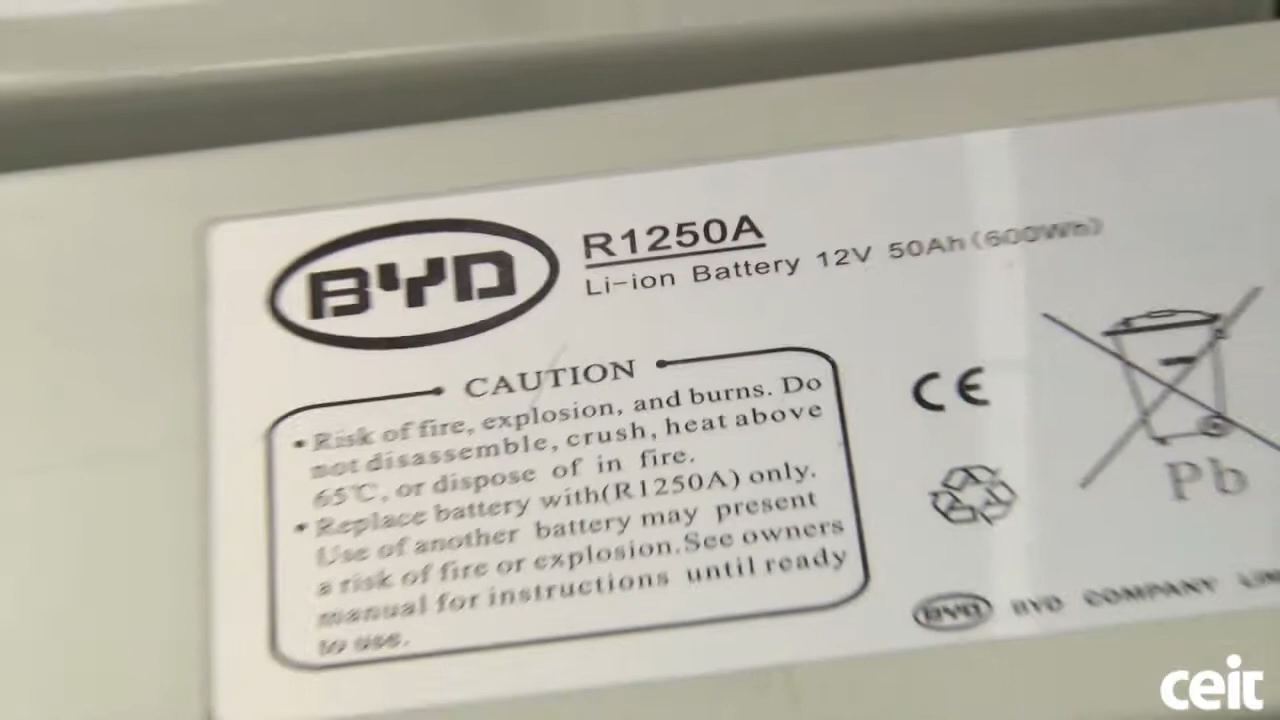 BYD
R1250A
Li-ion Battery 12V 50Ah(600Wh)
CAUTION
• Risk of fire, explosion, and burns. Do
not disassemble, crush, heat above
65℃, or dispose of in fire.
• Replace battery with(R1250A) only.
Use of another battery may present
a risk of fire or explosion.See owners
manual for instructions until ready
to use.
CE
Pb
BYD BYD COMPANY LIM
ceit